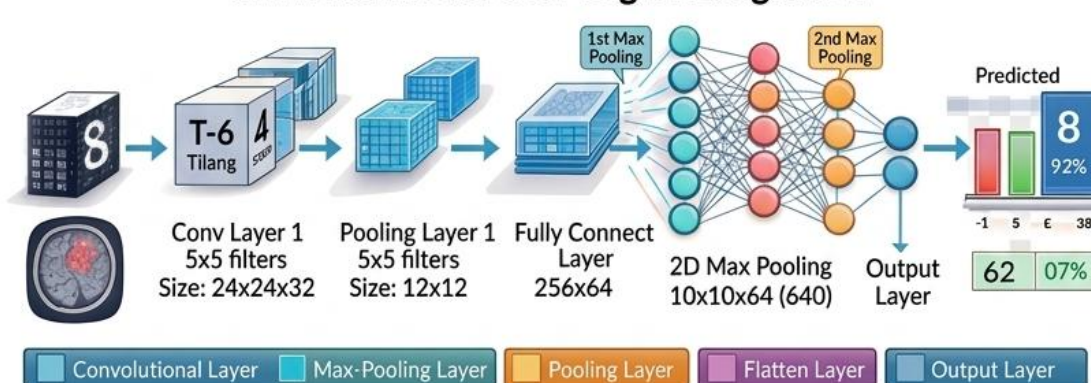 8
T-6
Tilang
4
1st Max
Pooling
2nd Max
Pooling
Predicted
8
92%
-1 5 £ 38
62 07%
Conv Layer 1
5x5 filters
Size: 24x24x32
Pooling Layer 1
5x5 filters
Size: 12x12
Fully Connect
Layer
256x64
2D Max Pooling
10x10x64 (640)
Output
Layer
Convolutional Layer
Max-Pooling Layer
Pooling Layer
Flatten Layer
Output Layer